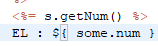 >
<%= s.getNum() %>
EL : ${ some.num }